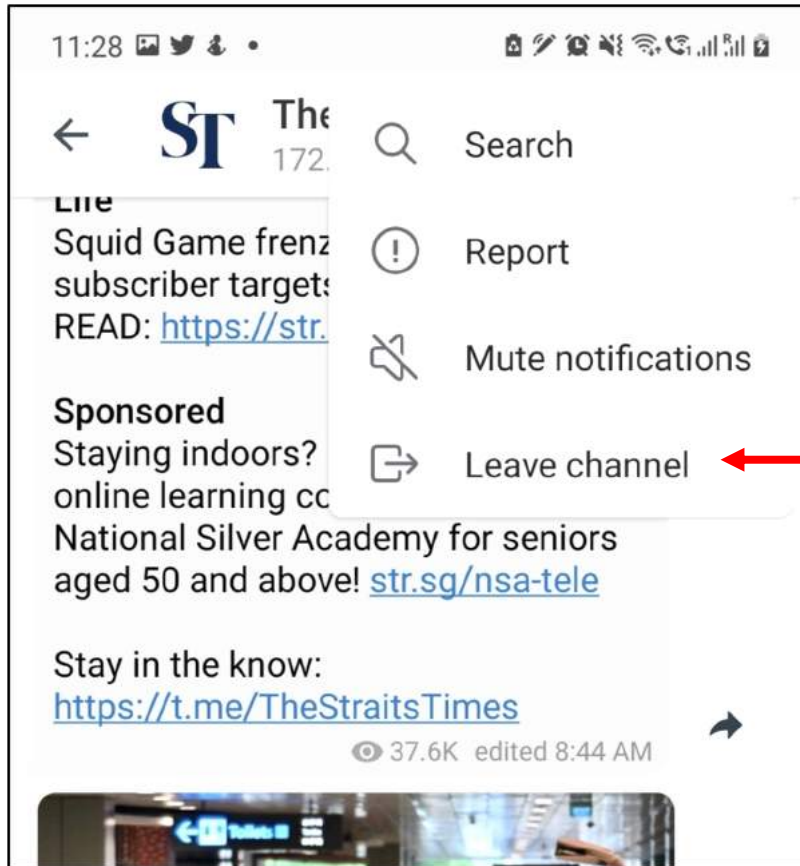 11:28
ST
The
172.
Search
Report
Mute notifications
Leave channel
Life
Squid Game frenz
subscriber targets
READ: https://str.
Sponsored
Staying indoors?
online learning co
National Silver Academy for seniors
aged 50 and above! str.sg/nsa-tele
Stay in the know:
https://t.me/TheStraitsTimes
37.6K edited 8:44 AM
Toilets